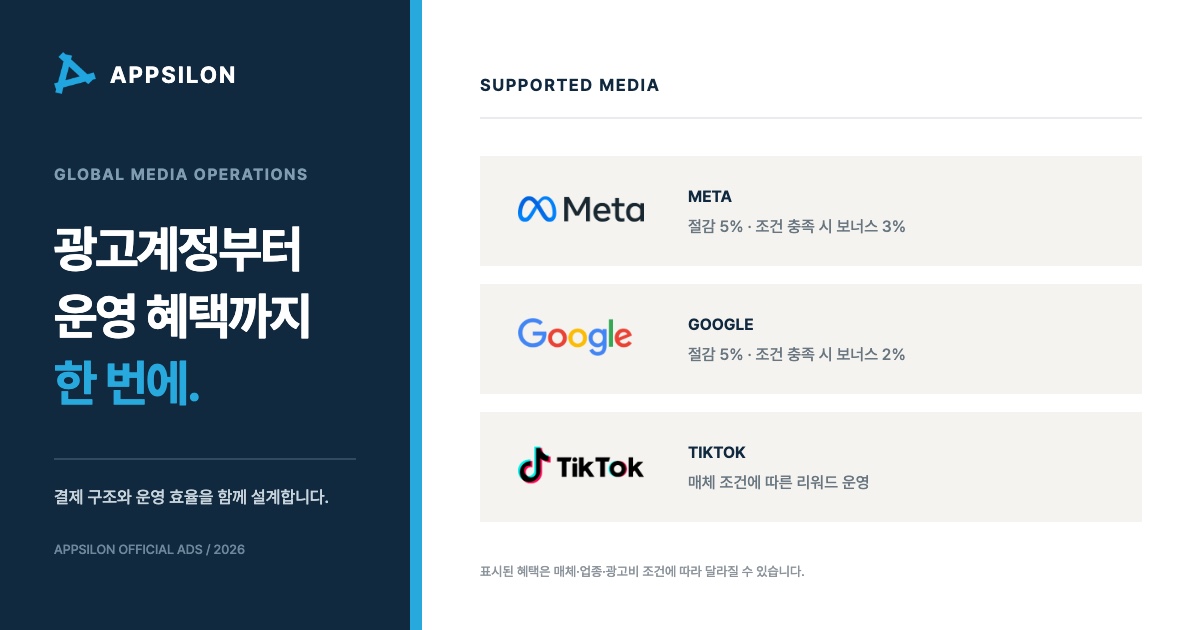 APPSILON
GLOBAL MEDIA OPERATIONS
광고계정부터
운영 혜택까지
한 번에.
결제 구조와 운영 효율을 함께 설계합니다.
APPSILON OFFICIAL ADS / 2026
SUPPORTED MEDIA
Meta
META
절감 5% · 조건 충족 시 보너스 3%
Google
GOOGLE
절감 5% · 조건 충족 시 보너스 2%
TikTok
TIKTOK
매체 조건에 따른 리워드 운영
표시된 혜택은 매체·업종·광고비 조건에 따라 달라질 수 있습니다.